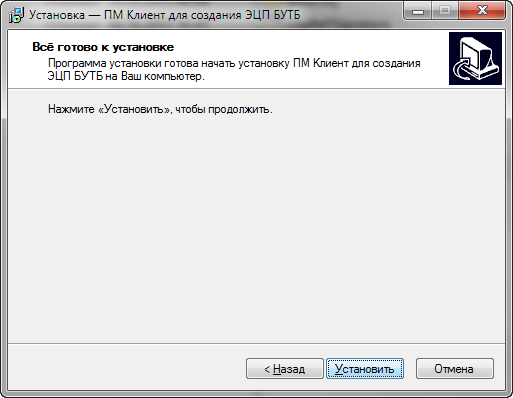 Установка — ПМ Клиент для создания ЭЦП БУТБ
Всё готово к установке
Программа установки готова начать установку ПМ Клиент для создания
ЭЦП БУТБ на Ваш компьютер.
Нажмите «Установить», чтобы продолжить.
< Назад
Установить
Отмена